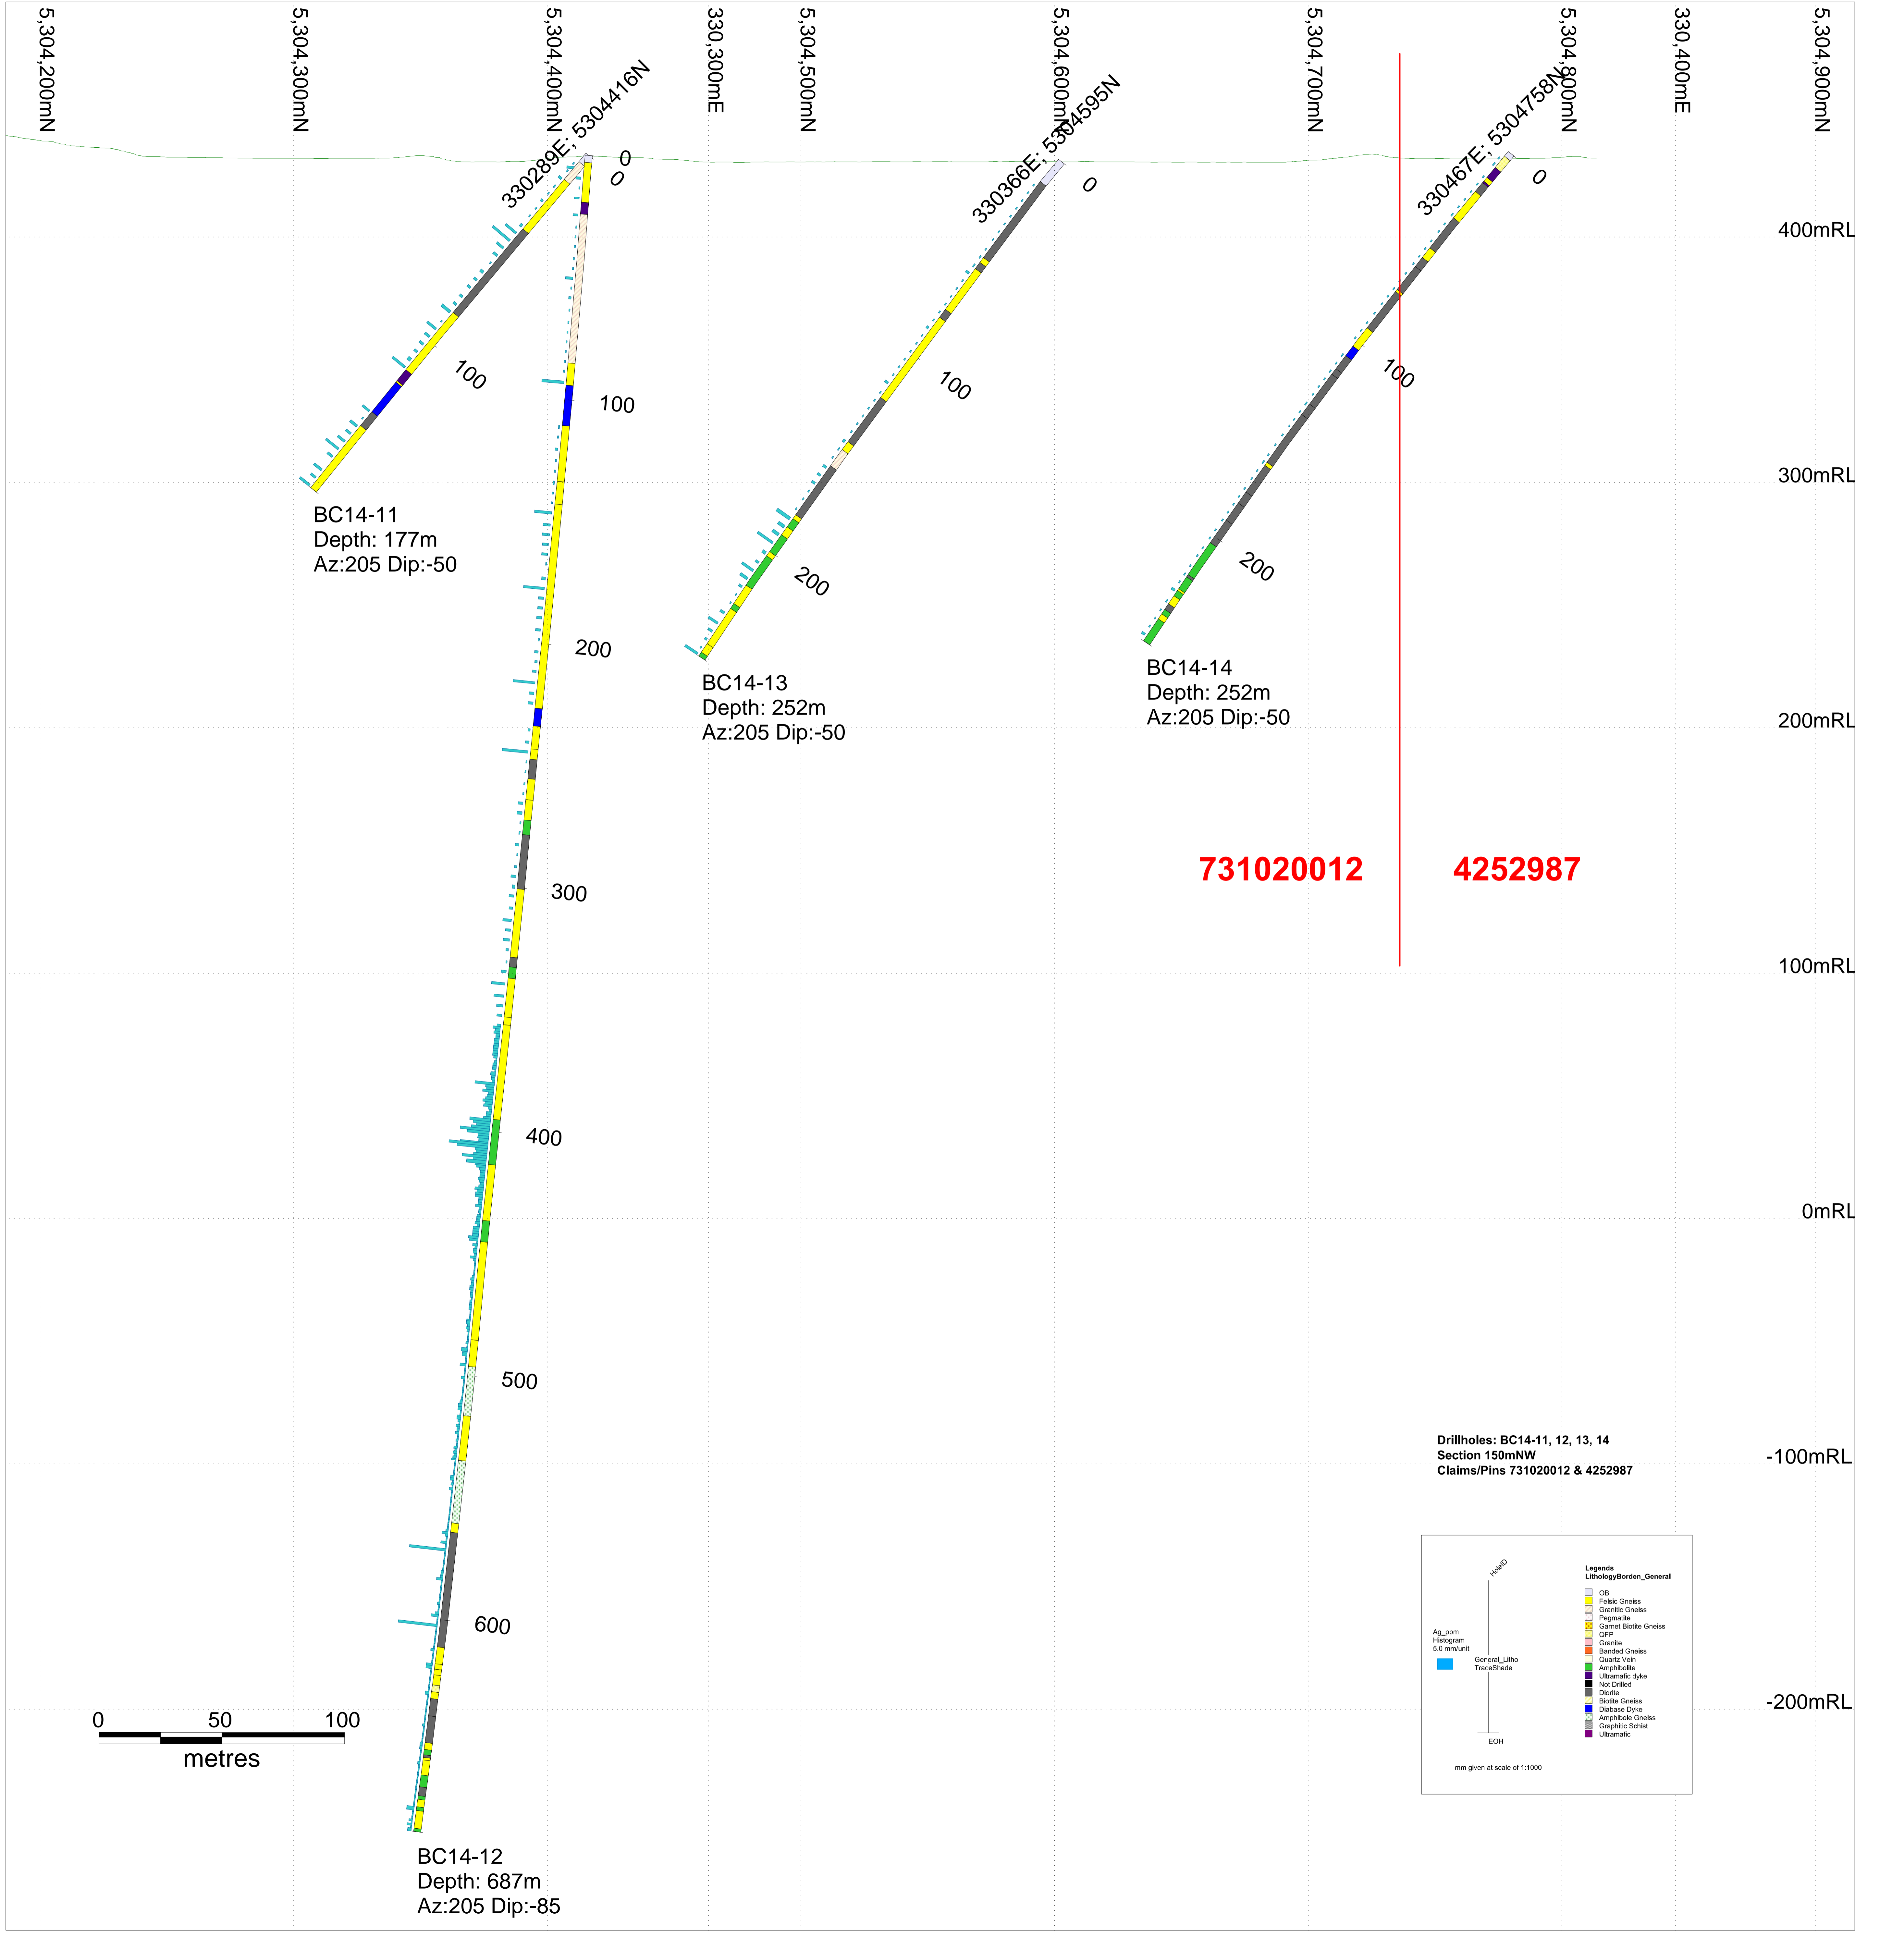 5,304,200mN
5,304,300mN
5,304,400mN
330,300mE
5,304,500mN
5,304,600mN
5,304,700mN
5,304,800mN
330,400mE
5,304,900mN
330289E; 5304416N
330366E; 5304595N
330467E; 5304758N
0
0
0
0
400mRL
100
100
100
100
300mRL
BC14-11
Depth: 177m
Az:205 Dip:-50
200
200
200
BC14-13
Depth: 252m
Az:205 Dip:-50
BC14-14
Depth: 252m
Az:205 Dip:-50
200mRL
731020012
4252987
300
100mRL
400
0mRL
500
Drillholes: BC14-11, 12, 13, 14
Section 150mNW
Claims/Pins 731020012 & 4252987
-100mRL
600
-200mRL
HoleID
Ag_ppm
Histogram
5.0 mm/unit
General_Litho
TraceShade
EOH
mm given at scale of 1:1000
Legends
LithologyBorden_General
OB
Felsic Gneiss
Granitic Gneiss
Pegmatite
Garnet Biotite Gneiss
QFP
Granite
Banded Gneiss
Quartz Vein
Amphibolite
Ultramafic dyke
Not Drilled
Diorite
Biotite Gneiss
Diabase Dyke
Amphibole Gneiss
Graphitic Schist
Ultramafic
0 50 100
metres
BC14-12
Depth: 687m
Az:205 Dip:-85